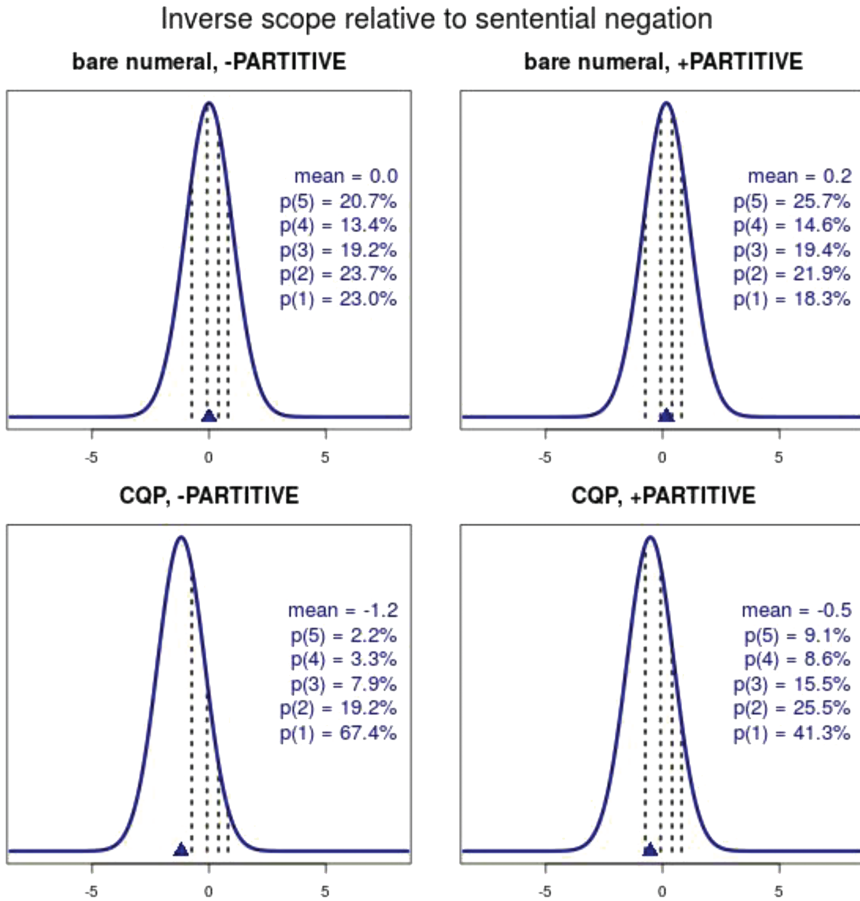 Inverse scope relative to sentential negation
bare numeral, -PARTITIVE
mean = 0.0
p(5) = 20.7%
p(4) = 13.4%
p(3) = 19.2%
p(2) = 23.7%
p(1) = 23.0%
-5 0 5
bare numeral, +PARTITIVE
mean = 0.2
p(5) = 25.7%
p(4) = 14.6%
p(3) = 19.4%
p(2) = 21.9%
p(1) = 18.3%
-5 0 5
CQP, -PARTITIVE
mean = -1.2
p(5) = 2.2%
p(4) = 3.3%
p(3) = 7.9%
p(2) = 19.2%
p(1) = 67.4%
-5 0 5
CQP, +PARTITIVE
mean = -0.5
p(5) = 9.1%
p(4) = 8.6%
p(3) = 15.5%
p(2) = 25.5%
p(1) = 41.3%
-5 0 5